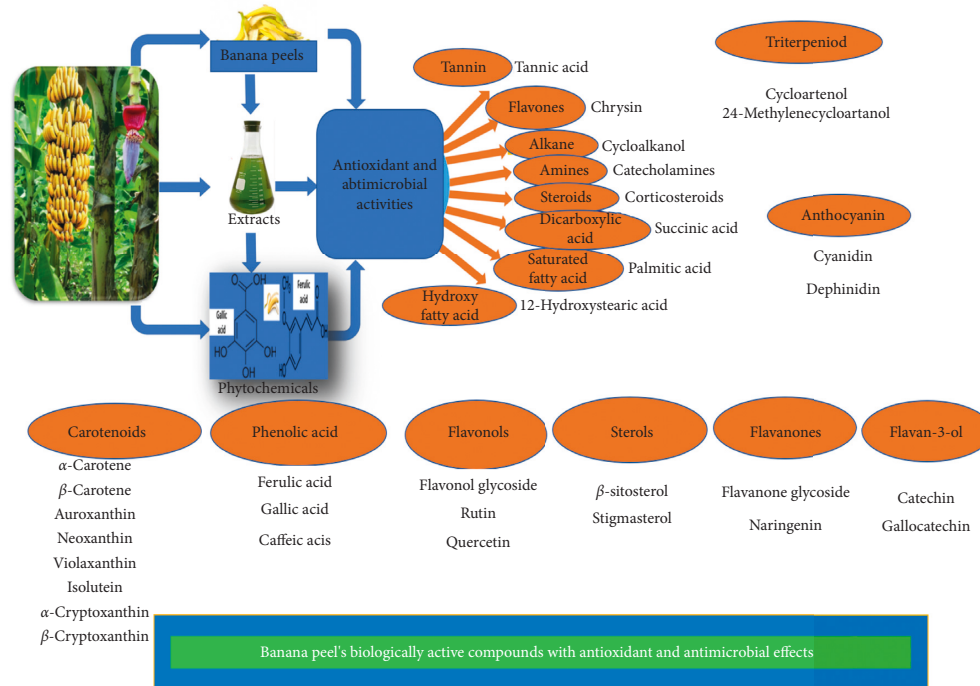 Banana peels
Extracts
Gallic
acid
Ferulic
acid
OH
O
OH
HO
OH
CH3
O
O
OH
HO
Phytochemicals
Antioxidant and
abtimicrobial
activities
Tannin
Tannic acid
Flavones
Chrysin
Alkane
Cycloalkanol
Amines
Catecholamines
Steroids
Corticosteroids
Dicarboxylic
acid
Succinic acid
Saturated
fatty acid
Palmitic acid
Hydroxy
fatty acid
12-Hydroxystearic acid
Triterpeniod
Cycloartenol
24-Methylenecycloartanol
Anthocyanin
Cyanidin
Dephinidin
Carotenoids
α-Carotene
β-Carotene
Auroxanthin
Neoxanthin
Violaxanthin
Isolutein
α-Cryptoxanthin
β-Cryptoxanthin
Phenolic acid
Ferulic acid
Gallic acid
Caffeic acis
Flavonols
Flavonol glycoside
Rutin
Quercetin
Sterols
β-sitosterol
Stigmasterol
Flavanones
Flavanone glycoside
Naringenin
Flavan-3-ol
Catechin
Gallocatechin
Banana peel's biologically active compounds with antioxidant and antimicrobial effects